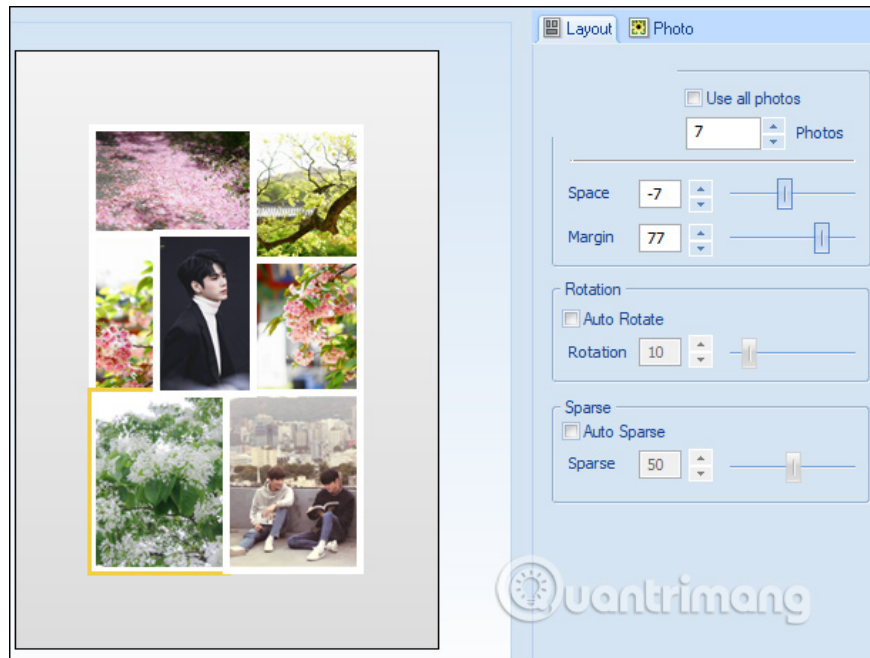 Layout Photo
Use all photos
7 Photos
Space -7
Margin 77
Rotation
Auto Rotate
Rotation 10
Sparse
Auto Sparse
Sparse 50
Quantrimang